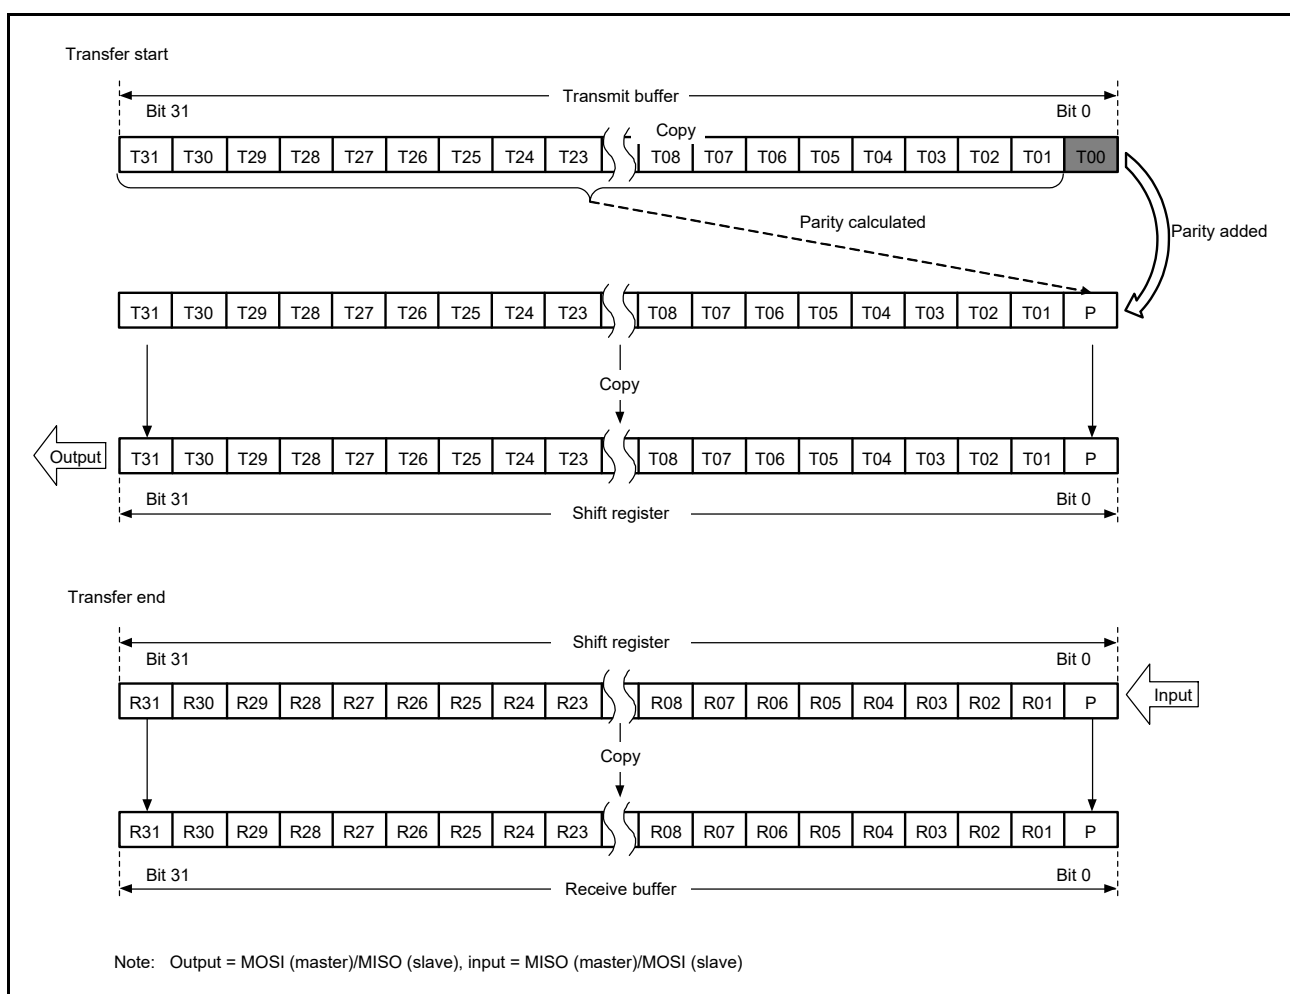 Transfer start
Transmit buffer
Bit 31 Bit 0
Copy
T31 T30 T29 T28 T27 T26 T25 T24 T23 T08 T07 T06 T05 T04 T03 T02 T01 T00
Parity calculated
Parity added
T31 T30 T29 T28 T27 T26 T25 T24 T23 T08 T07 T06 T05 T04 T03 T02 T01 P
Copy
Output
T31 T30 T29 T28 T27 T26 T25 T24 T23 T08 T07 T06 T05 T04 T03 T02 T01 P
Bit 31 Bit 0
Shift register
Transfer end
Shift register
Bit 31 Bit 0
R31 R30 R29 R28 R27 R26 R25 R24 R23 R08 R07 R06 R05 R04 R03 R02 R01 P
Input
Copy
R31 R30 R29 R28 R27 R26 R25 R24 R23 R08 R07 R06 R05 R04 R03 R02 R01 P
Bit 31 Bit 0
Receive buffer
Note: Output = MOSI (master)/MISO (slave), input = MISO (master)/MOSI (slave)